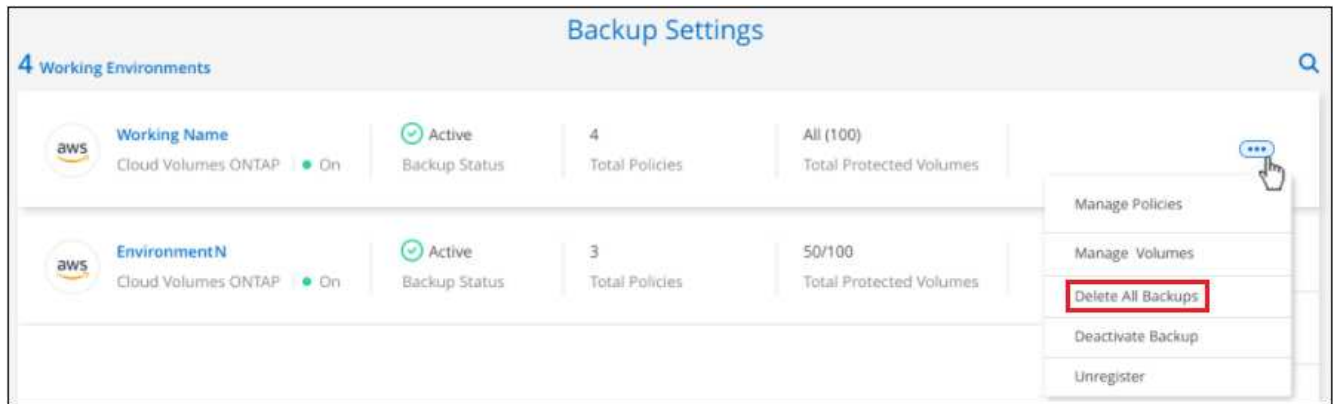 Backup Settings
4 Working Environments
aws Working Name Active 4 All (100)
Cloud Volumes ONTAP On Backup Status Total Policies Total Protected Volumes
Manage Policies
aws EnvironmentN Active 3 50/100 Manage Volumes
Cloud Volumes ONTAP On Backup Status Total Policies Total Protected Volumes
Delete All Backups
Deactivate Backup
Unregister